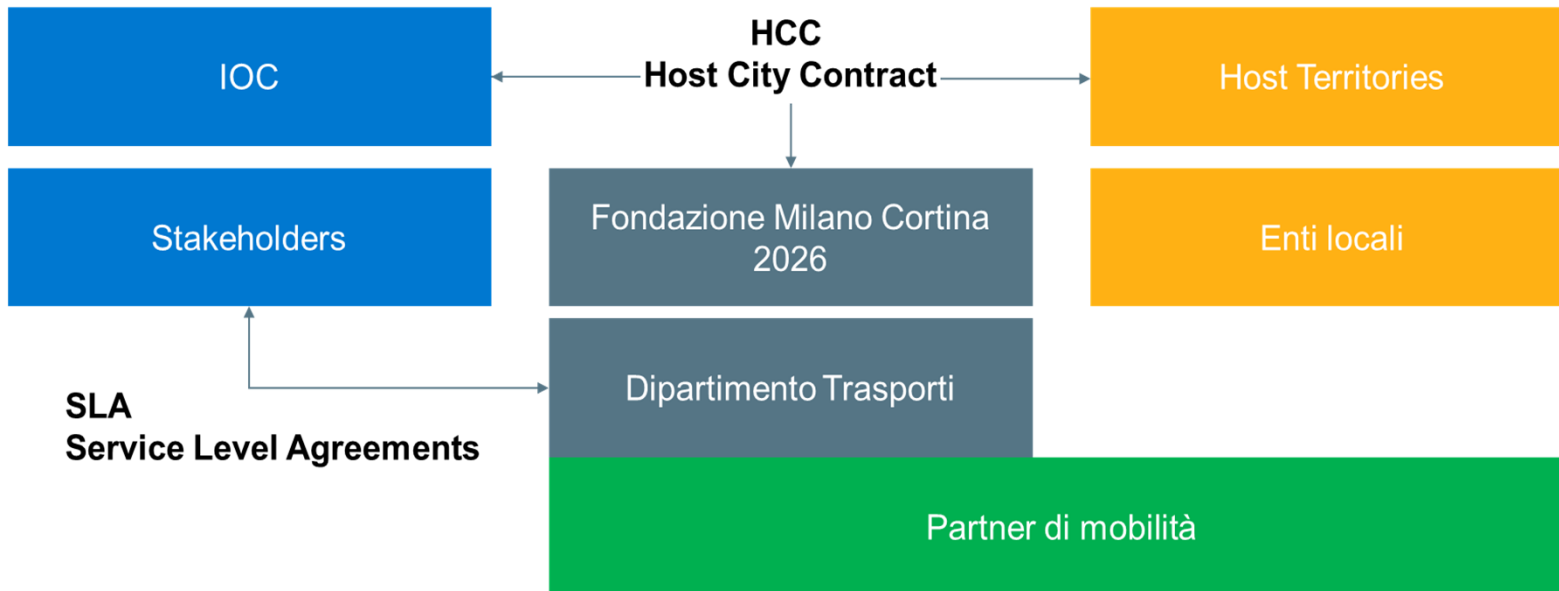 IOC
HCC
Host City Contract
Host Territories
Stakeholders
Fondazione Milano Cortina
2026
Enti locali
Dipartimento Trasporti
SLA
Service Level Agreements
Partner di mobilità